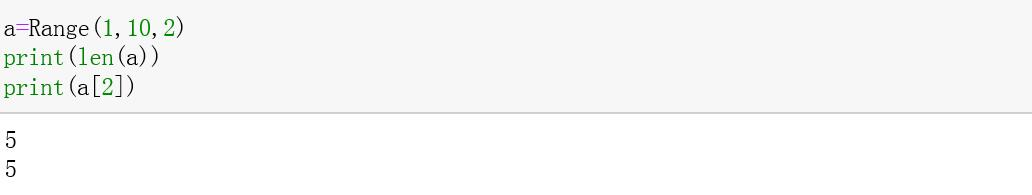 a=Range(1,10,2)
print(len(a))
print(a[2])
5
5